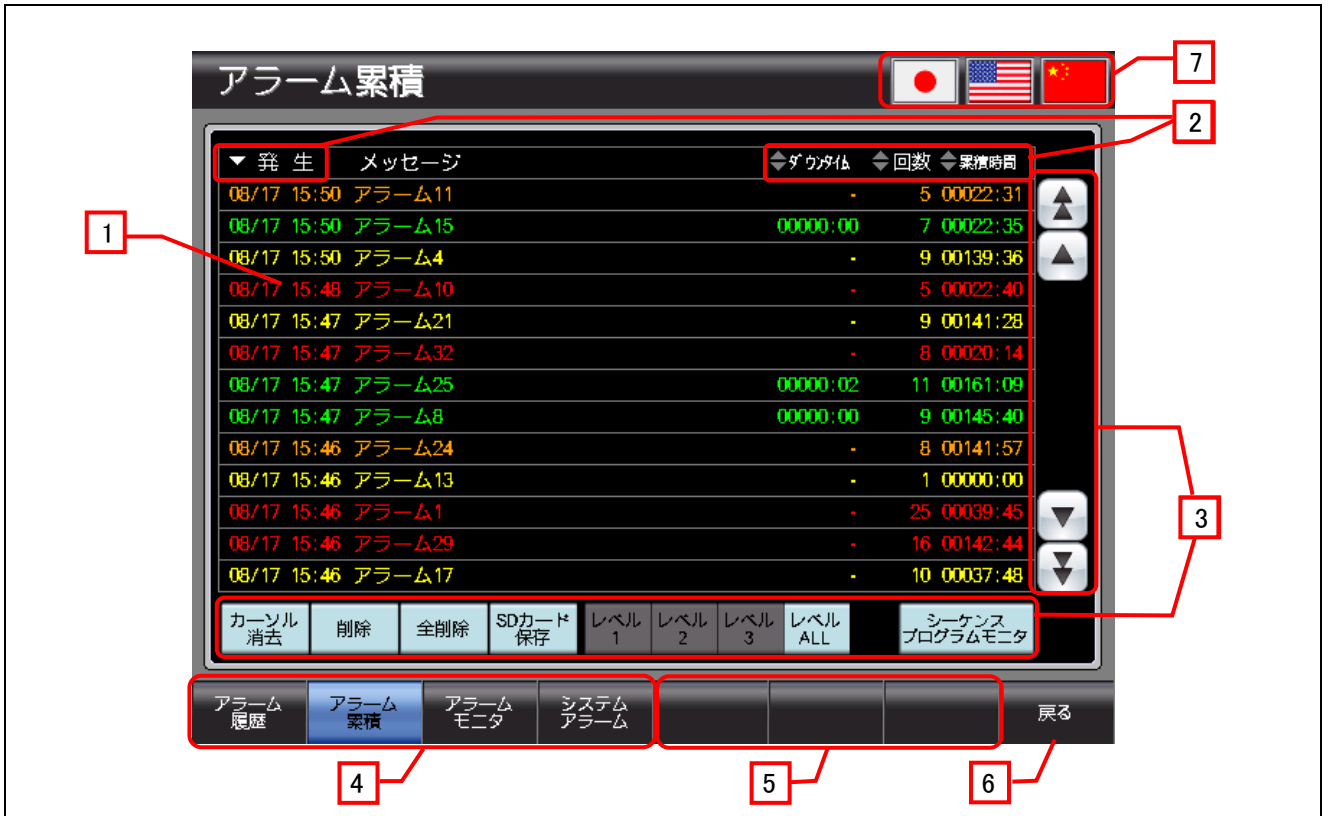 アラーム累積
7
2
▼ 発 生 メッセージ ダウンタイム 回数 累積時間
08/17 15:50 アラーム11 - 5 00022:31
08/17 15:50 アラーム15 00000:00 7 00022:35
1
08/17 15:50 アラーム4 - 9 00139:36
08/17 15:48 アラーム10 - 5 00022:40
08/17 15:47 アラーム21 - 9 00141:28
08/17 15:47 アラーム32 - 8 00020:14
08/17 15:47 アラーム25 00000:02 11 00161:09
08/17 15:47 アラーム8 00000:00 9 00145:40
08/17 15:46 アラーム24 - 8 00141:57
08/17 15:46 アラーム13 - 1 00000:00
08/17 15:46 アラーム1 - 25 00039:45
3
08/17 15:46 アラーム29 - 16 00142:44
08/17 15:46 アラーム17 - 10 00037:48
カーソル
消去
削除
全削除
SDカード
保存
レベル
1
レベル
2
レベル
3
レベル
ALL
シーケンス
プログラムモニタ
アラーム
履歴
アラーム
累積
アラーム
モニタ
システム
アラーム
戻る
4
5
6